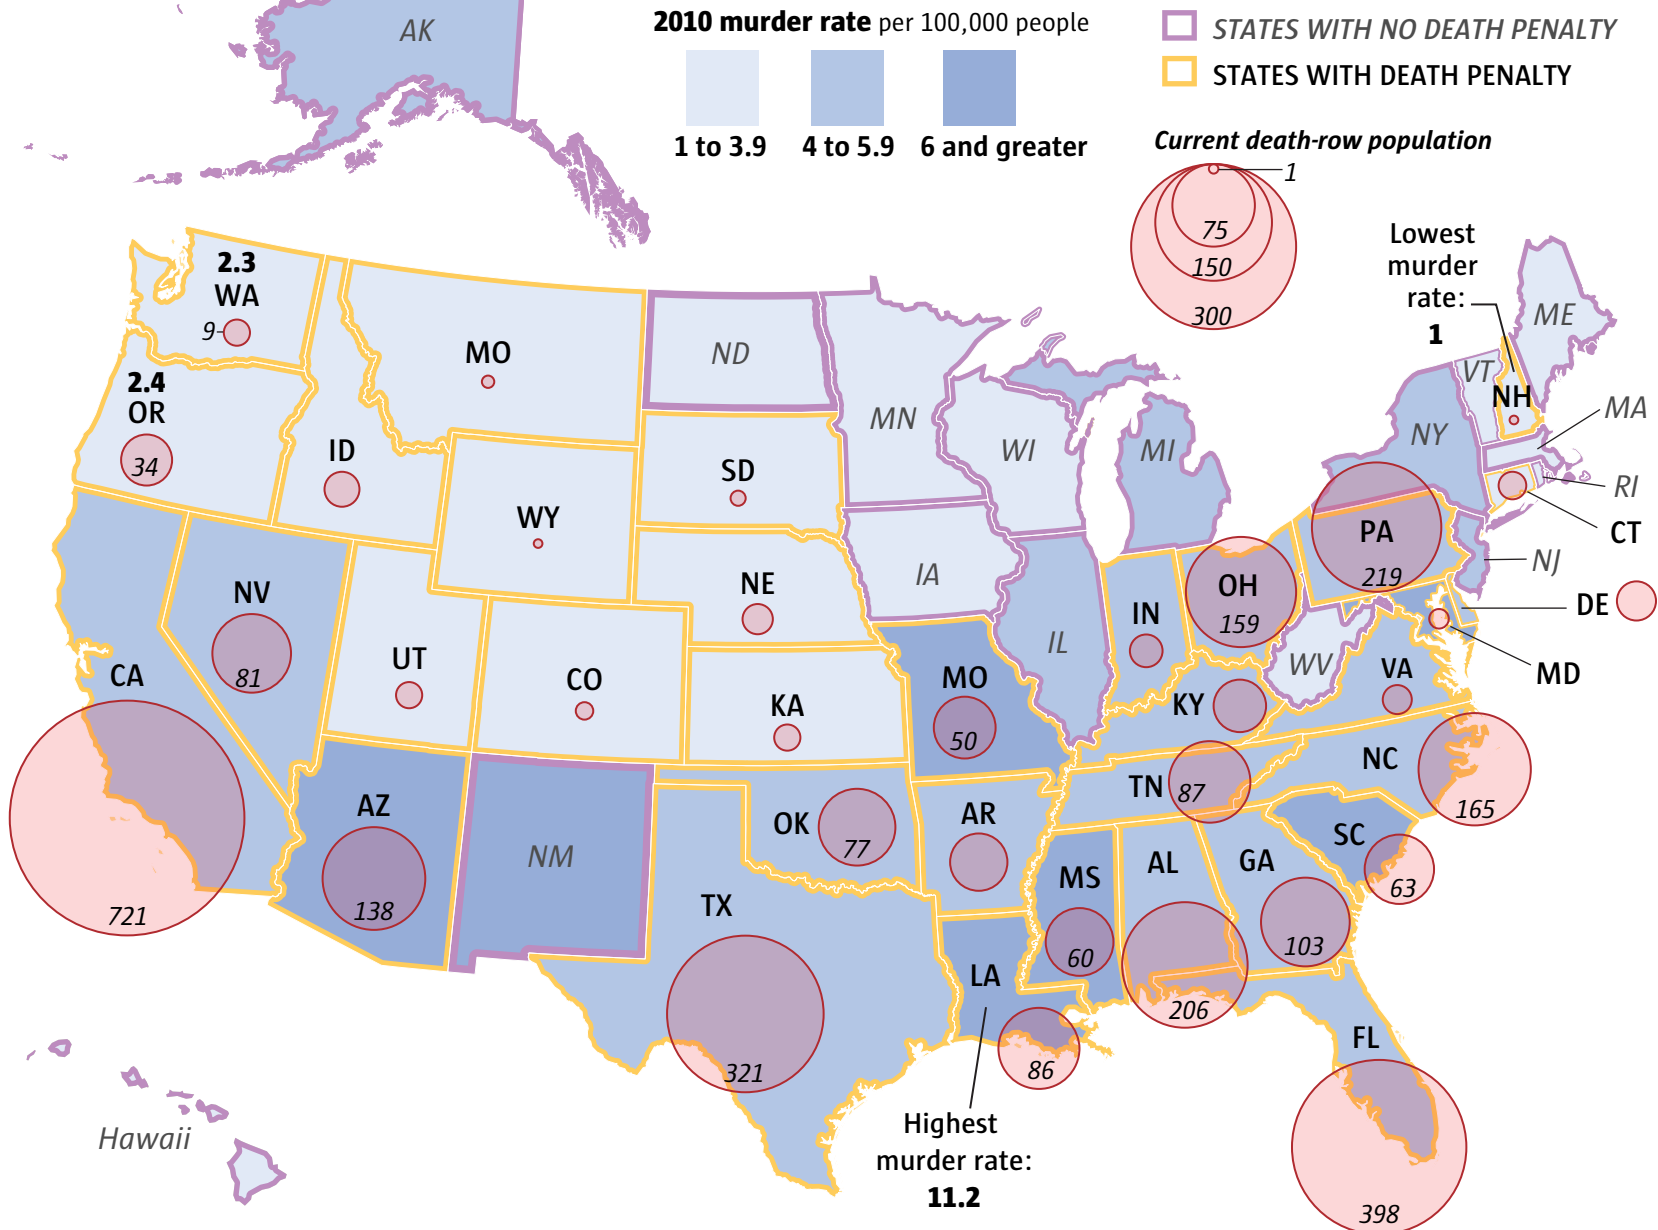 AK
2010 murder rate per 100,000 people
1 to 3.9
4 to 5.9
6 and greater
STATES WITH NO DEATH PENALTY
STATES WITH DEATH PENALTY
Current death-row population
1
75
150
300
Lowest
murder
rate:
1
2.3
WA
9
2.4
OR
34
MO
ID
WY
ND
SD
NE
MN
WI
MI
IA
IL
NY
VT
NH
ME
MA
RI
CT
NJ
PA
219
OH
159
IN
DE
MD
WV
VA
KY
NV
81
CA
721
UT
CO
KA
MO
50
AZ
138
NM
OK
77
AR
TN
87
NC
165
SC
63
MS
60
AL
206
GA
103
TX
321
LA
86
FL
398
Highest
murder rate:
11.2
Hawaii